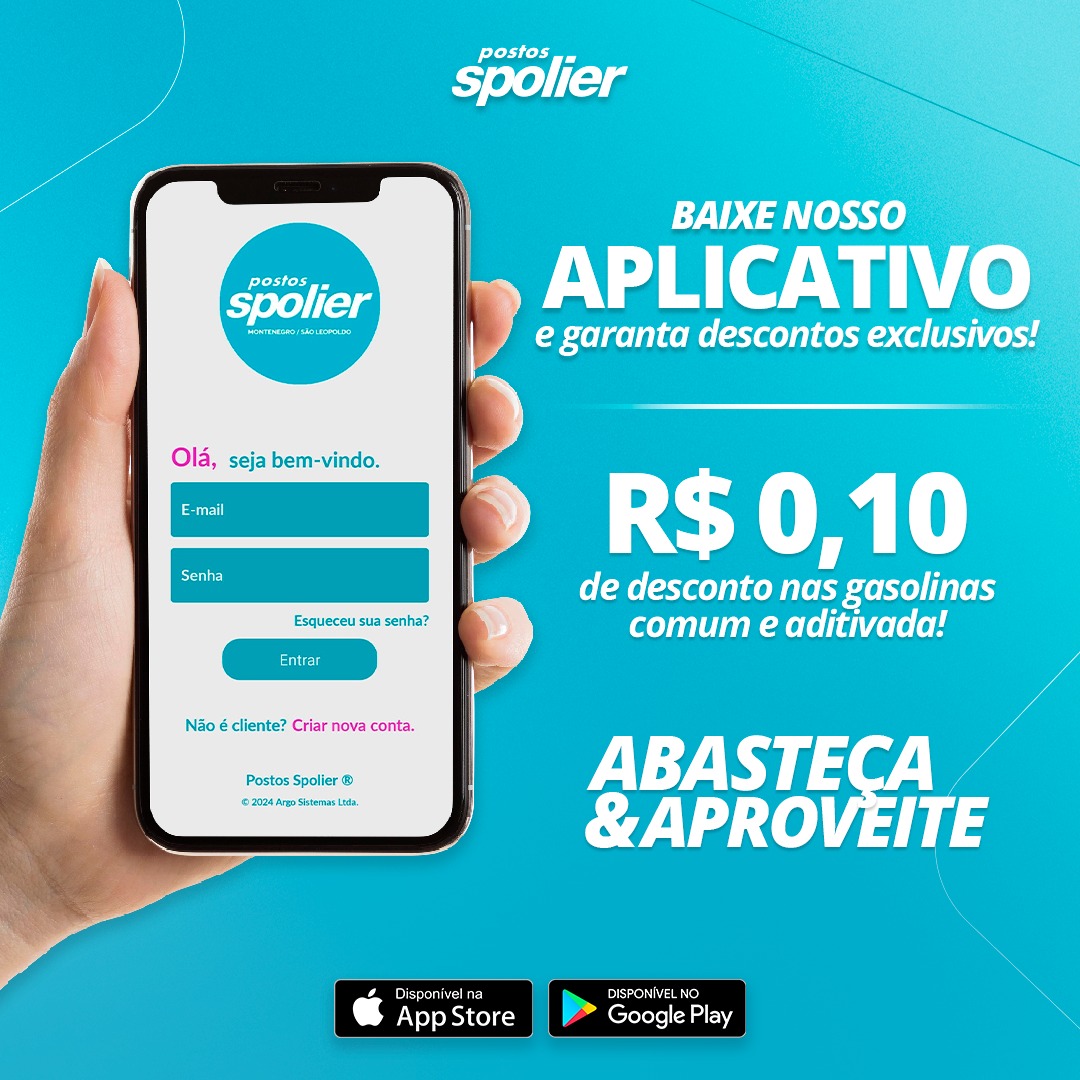 postos
spolier
BAIXE NOSSO
APLICATIVO
e garanta descontos exclusivos!
R$ 0,10
de desconto nas gasolinas
comum e aditivada!
ABASTEÇA
&APROVEITE
postos
spolier
MONTENEGRO / SÃO LEOPOLDO
Olá, seja bem-vindo.
E-mail
Senha
Esqueceu sua senha?
Entrar
Não é cliente? Criar nova conta.
Postos Spolier ®
© 2024 Argo Sistemas Ltda.
Disponível na
App Store
DISPONÍVEL NO
Google Play